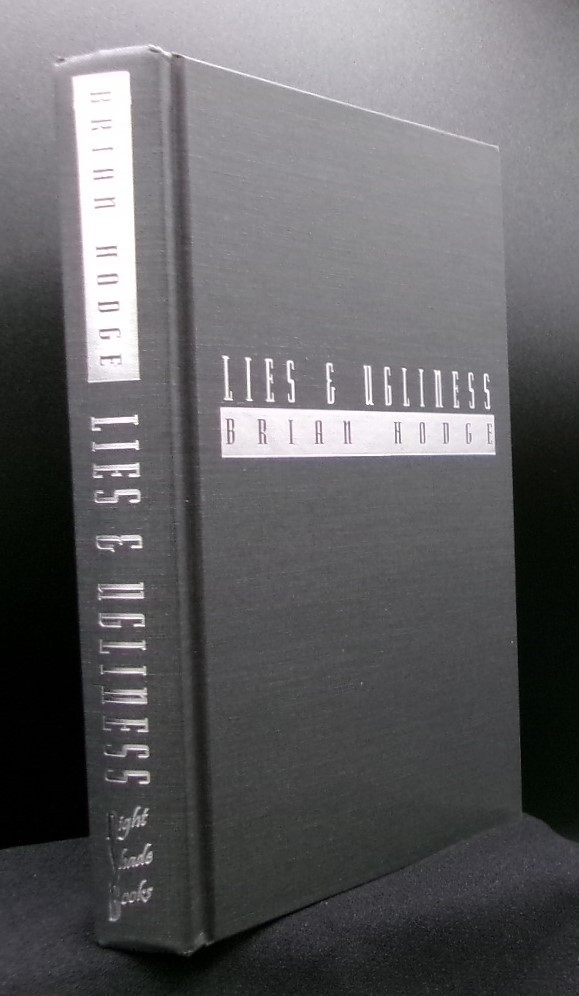 BRIAN HODGE
LIES & UGLINESS
Night
Shade
Books
LIES & UGLINESS
BRIAN HODGE